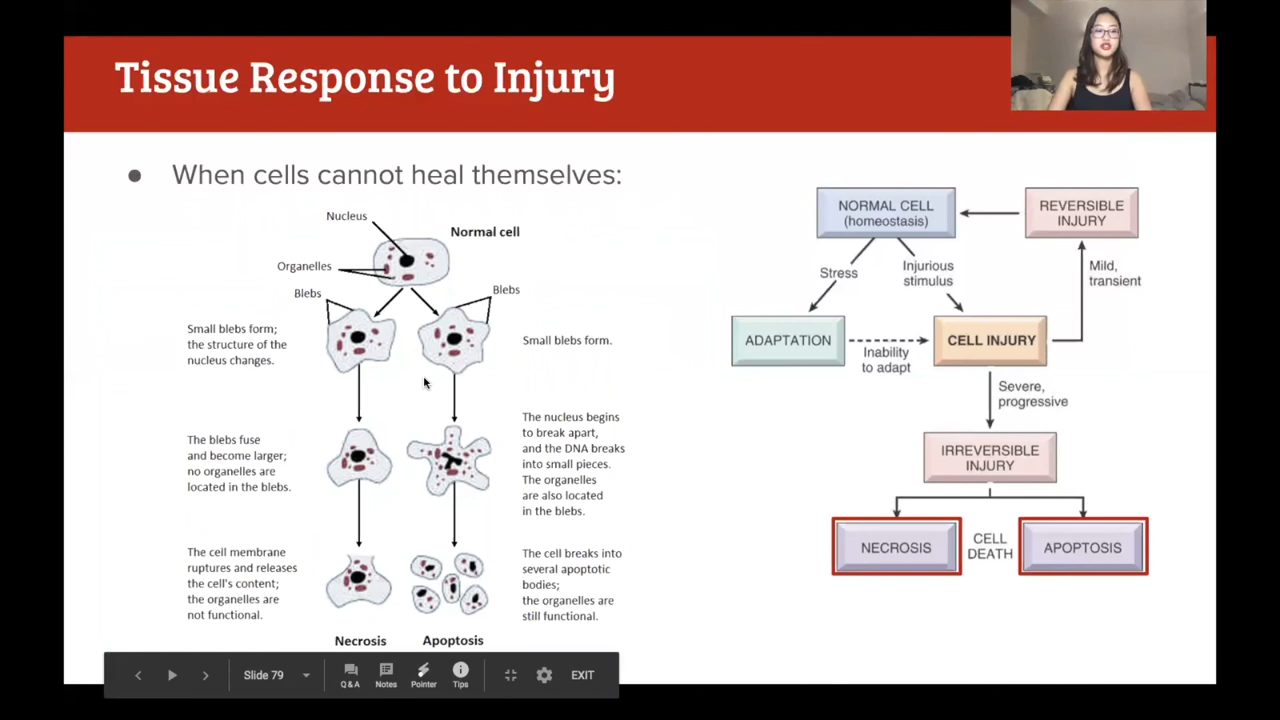 Tissue Response to Injury
● When cells cannot heal themselves:
Nucleus
Normal cell
Organelles
Blebs
Blebs
Small blebs form;
the structure of the
nucleus changes.
Small blebs form.
The blebs fuse
and become larger;
no organelles are
located in the blebs.
The nucleus begins
to break apart,
and the DNA breaks
into small pieces.
The organelles
are also located
in the blebs.
The cell membrane
ruptures and releases
the cell's content;
the organelles are
not functional.
The cell breaks into
several apoptotic
bodies;
the organelles are
still functional.
Necrosis
Apoptosis
NORMAL CELL
(homeostasis)
REVERSIBLE
INJURY
Stress
Injurious
stimulus
Mild,
transient
ADAPTATION
Inability
to adapt
CELL INJURY
Severe,
progressive
IRREVERSIBLE
INJURY
NECROSIS
CELL
DEATH
APOPTOSIS
Slide 79
Q & A
Notes
Pointer
Tips
EXIT